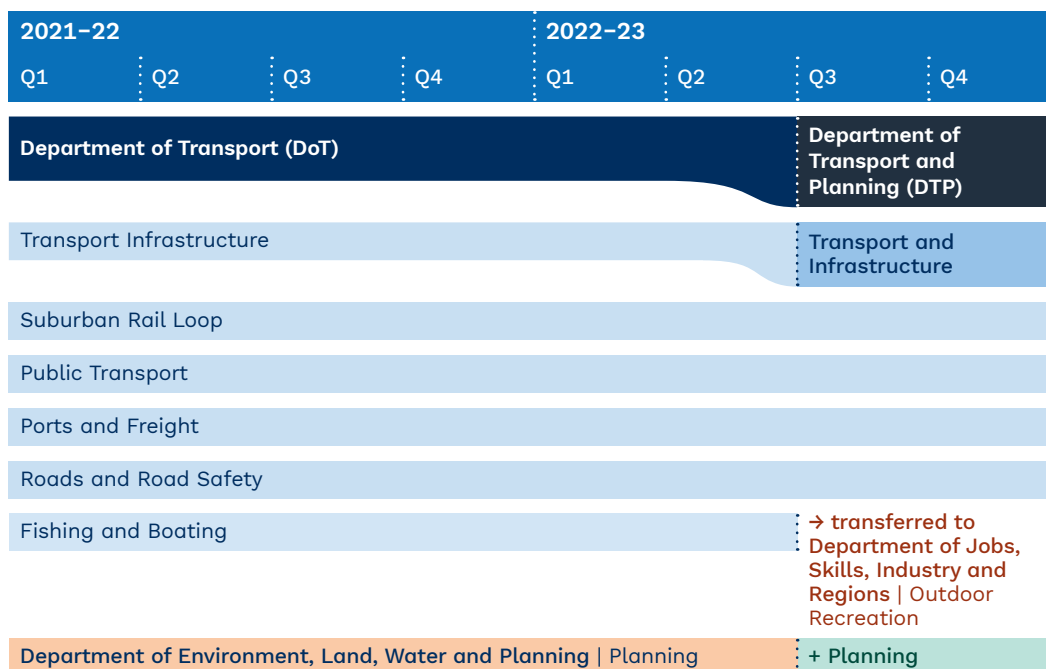 2021–22 2022–23
Q1 Q2 Q3 Q4 Q1 Q2 Q3 Q4
Department of Transport (DoT)
Department of
Transport and
Planning (DTP)
Transport Infrastructure
Transport and
Infrastructure
Suburban Rail Loop
Public Transport
Ports and Freight
Roads and Road Safety
Fishing and Boating
→ transferred to
Department of Jobs,
Skills, Industry and
Regions | Outdoor
Recreation
Department of Environment, Land, Water and Planning | Planning
+ Planning